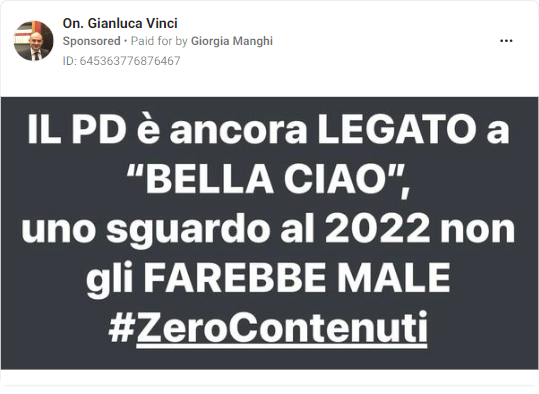 On. Gianluca Vinci
Sponsored • Paid for by Giorgia Manghi
ID: 645363776876467
IL PD è ancora LEGATO a
“BELLA CIAO”,
uno sguardo al 2022 non
gli FAREBBE MALE
#ZeroContenuti